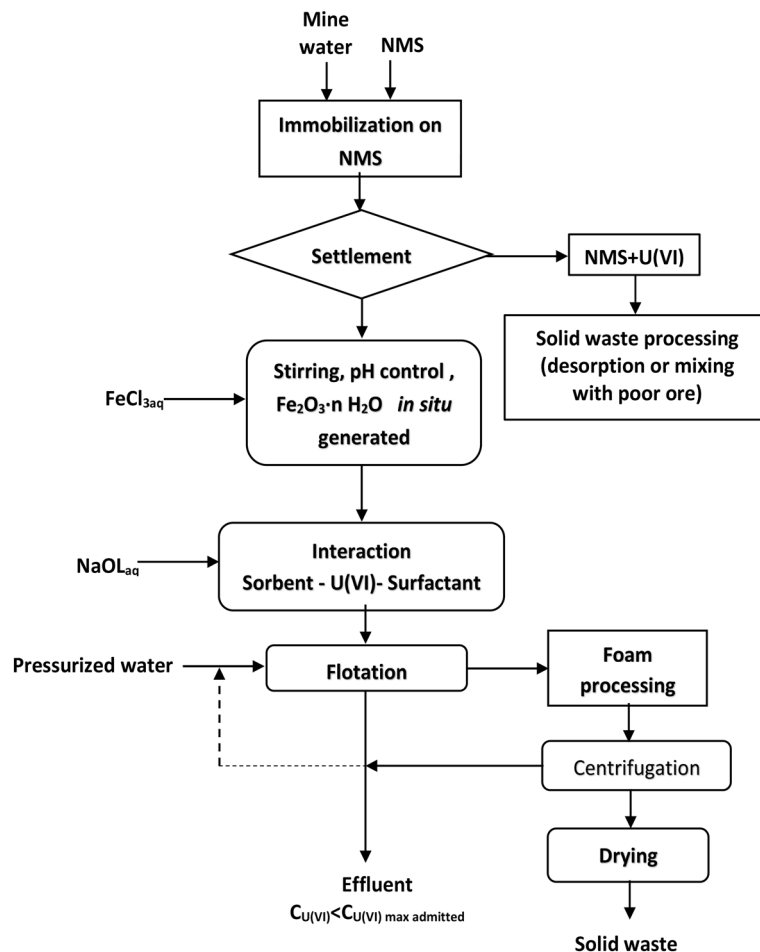 Mine
water
NMS
Immobilization on
NMS
Settlement
NMS+U(VI)
Solid waste processing
(desorption or mixing
with poor ore)
FeCl₃aq
Stirring, pH control ,
Fe₂O₃·n H₂O in situ
generated
NaOLaq
Interaction
Sorbent - U(VI)- Surfactant
Pressurized water
Flotation
Foam
processing
Centrifugation
Drying
Effluent
CU(VI)<CU(VI) max admitted
Solid waste